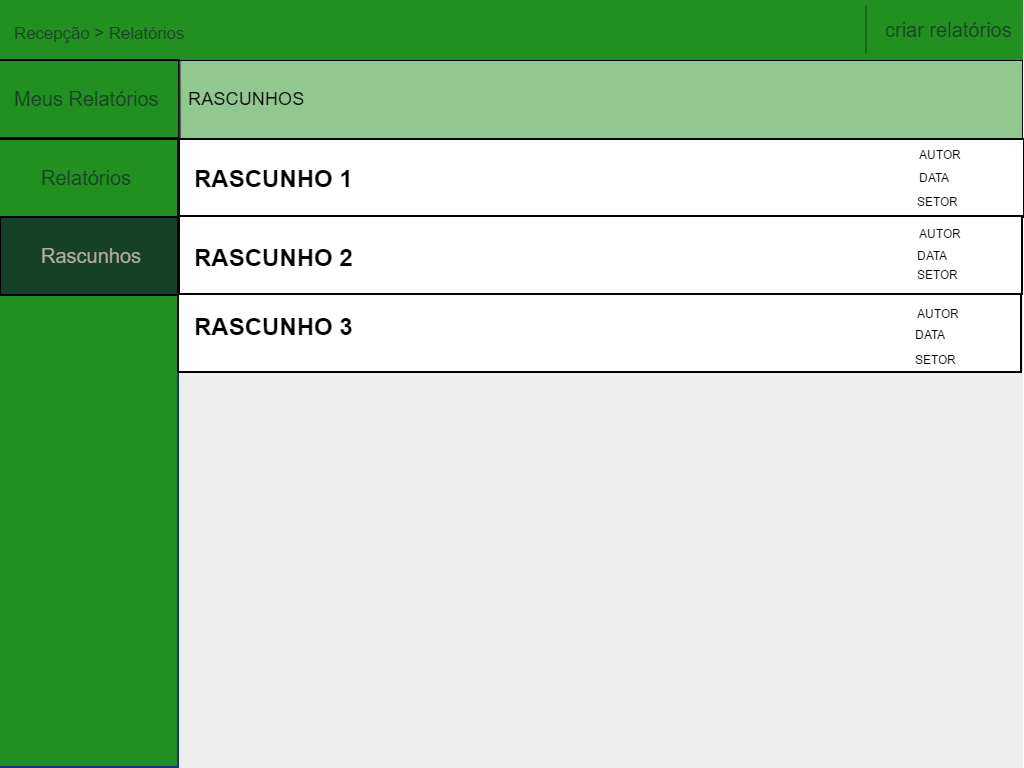 Recepção > Relatórios
criar relatórios
Meus Relatórios
RASCUNHOS
Relatórios
RASCUNHO 1
AUTOR
DATA
SETOR
Rascunhos
RASCUNHO 2
AUTOR
DATA
SETOR
RASCUNHO 3
AUTOR
DATA
SETOR